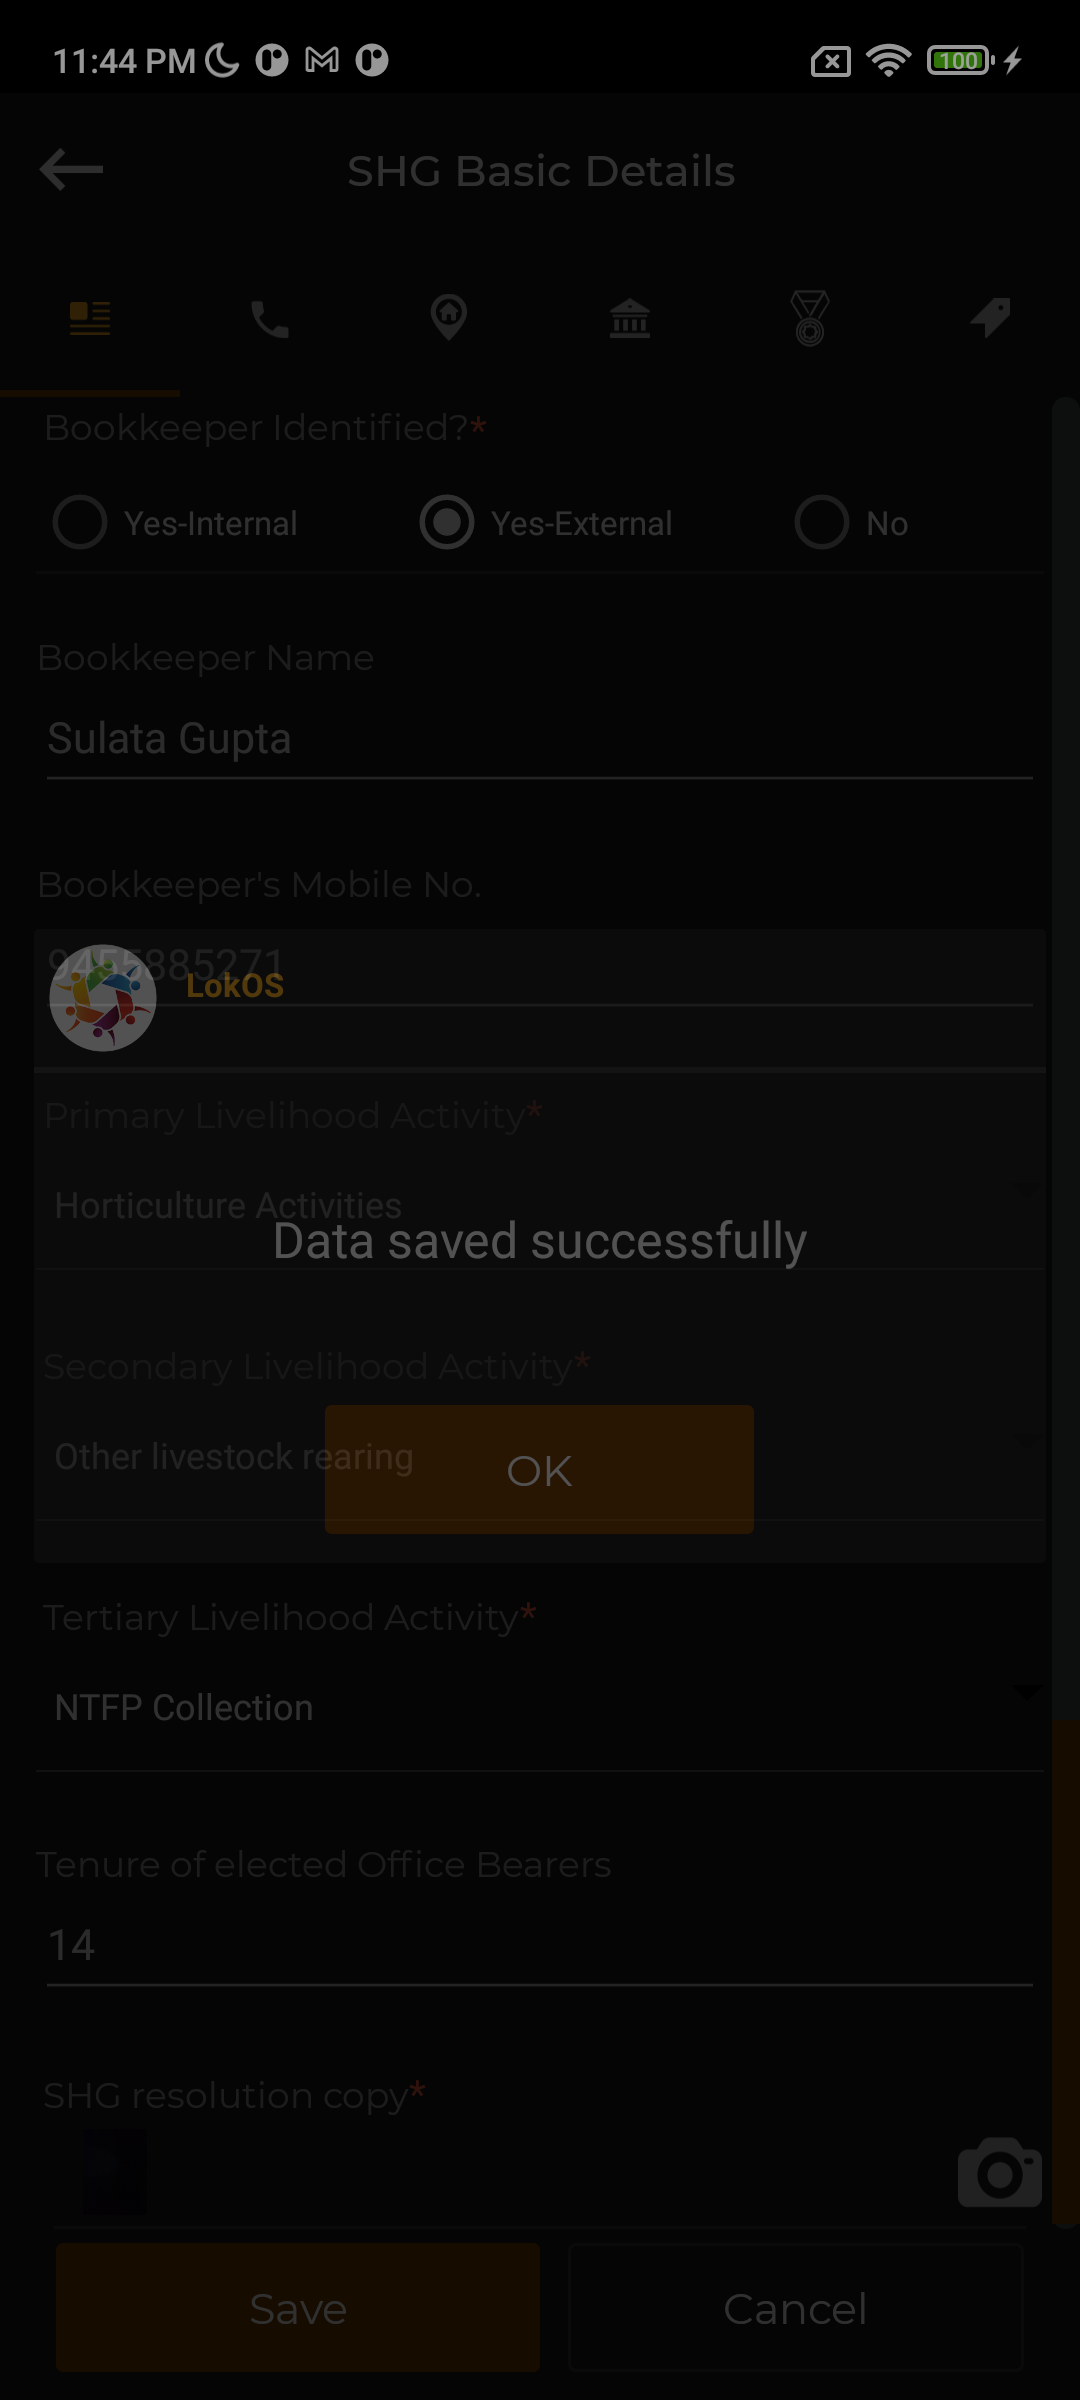 11:44 PM
100
SHG Basic Details
Bookkeeper Identified?*
Yes-Internal
Yes-External
No
Bookkeeper Name
Sulata Gupta
Bookkeeper's Mobile No.
9455885271
LokOS
Primary Livelihood Activity*
Horticulture Activities
Data saved successfully
Secondary Livelihood Activity*
Other livestock rearing
OK
Tertiary Livelihood Activity*
NTFP Collection
Tenure of elected Office Bearers
14
SHG resolution copy*
Save
Cancel